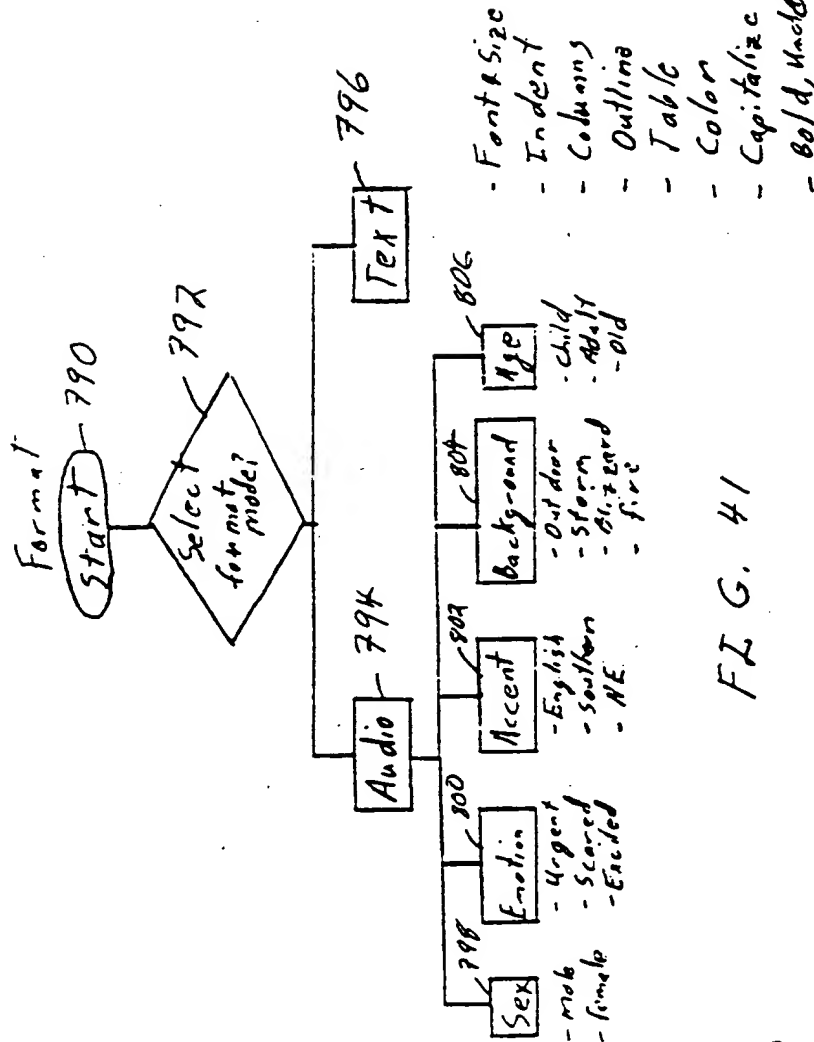 Format
Start
790
Select
format
mode?
792
Audio
794
Text
796
- Font & Size
- Indent
- Columns
- Outline
- Table
- Color
- Capitalize
- Bold,
Sex
798
- male
- female
Emotion
800
- Urgent
- Scared
- Excited
Accent
802
- English
- Southern
- NE
Background
804
- Outdoor
- Storm
- Blizzard
- fire
Age
806
- Child
- Adult
- Old
FIG. 41